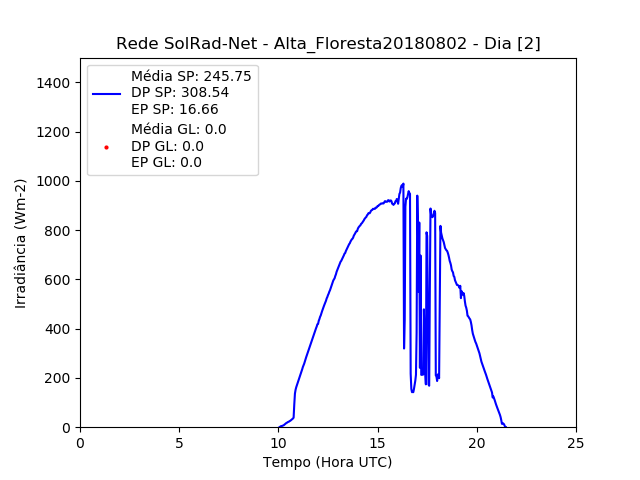 Rede SolRad-Net - Alta_Floresta20180802 - Dia [2]
Média SP: 245.75
DP SP: 308.54
EP SP: 16.66
Média GL: 0.0
DP GL: 0.0
EP GL: 0.0
1400
1200
1000
800
600
400
200
0
Irradiância (Wm-2)
0 5 10 15 20 25
Tempo (Hora UTC)